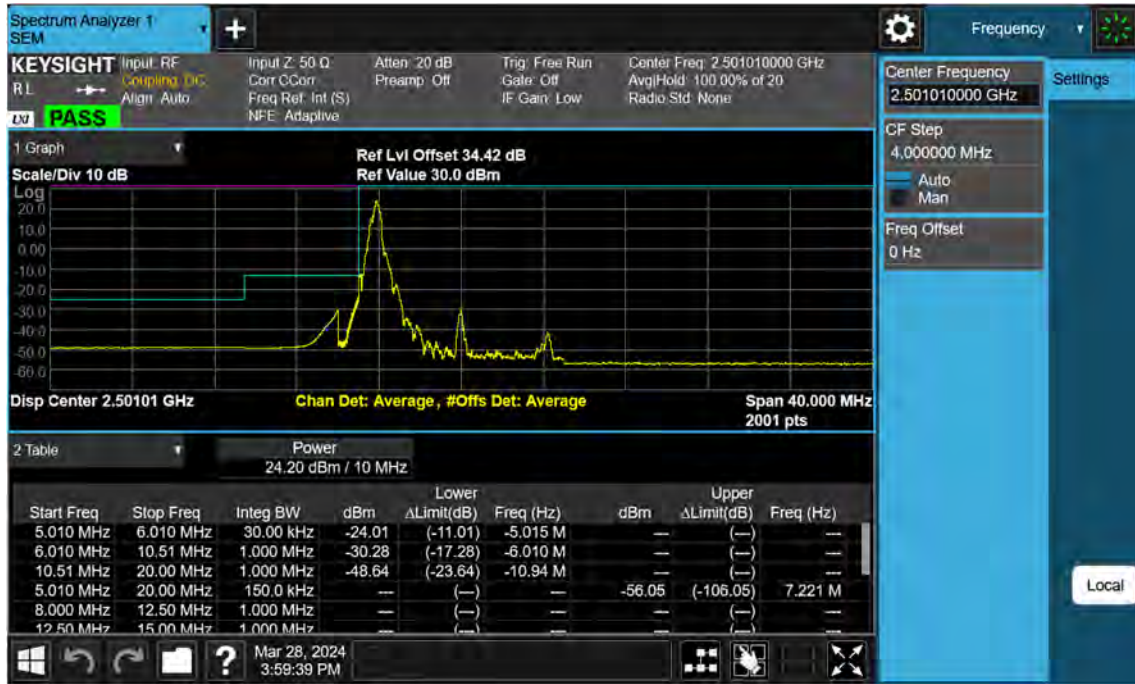 Spectrum Analyzer 1
SEM
+
Frequency
KEYSIGHT
Input: RF
Input Z: 50 Ω
Atten: 20 dB
Trig: Free Run
Center Freq: 2.501010000 GHz
RL
Coupling: DC
Corr CCorr
Preamp: Off
Gate: Off
Avg|Hold: 100.00% of 20
Align: Auto
Freq Ref: Int (S)
IF Gain: Low
Radio Std: None
LXI
PASS
NFE: Adaptive
Center Frequency
2.501010000 GHz
Settings
CF Step
4.000000 MHz
Auto
Man
Freq Offset
0 Hz
1 Graph
Ref Lvl Offset 34.42 dB
Scale/Div 10 dB
Ref Value 30.0 dBm
Log
20.0
10.0
0.00
-10.0
-20.0
-30.0
-40.0
-50.0
-60.0
Disp Center 2.50101 GHz
Chan Det: Average , #Offs Det: Average
Span 40.000 MHz
2001 pts
2 Table
Power
24.20 dBm / 10 MHz
Lower Upper
Start Freq Stop Freq Integ BW dBm ΔLimit(dB) Freq (Hz) dBm ΔLimit(dB) Freq (Hz)
5.010 MHz 6.010 MHz 30.00 kHz -24.01 (-11.01) -5.015 M --- (---) ---
6.010 MHz 10.51 MHz 1.000 MHz -30.28 (-17.28) -6.010 M --- (---) ---
10.51 MHz 20.00 MHz 1.000 MHz -48.64 (-23.64) -10.94 M --- (---) ---
5.010 MHz 20.00 MHz 150.0 kHz --- (---) --- -56.05 (-106.05) 7.221 M
8.000 MHz 12.50 MHz 1.000 MHz --- (---) --- --- (---) ---
12.50 MHz 15.00 MHz 1.000 MHz --- (---) --- --- (---) ---
Local
?
Mar 28, 2024
3:59:39 PM